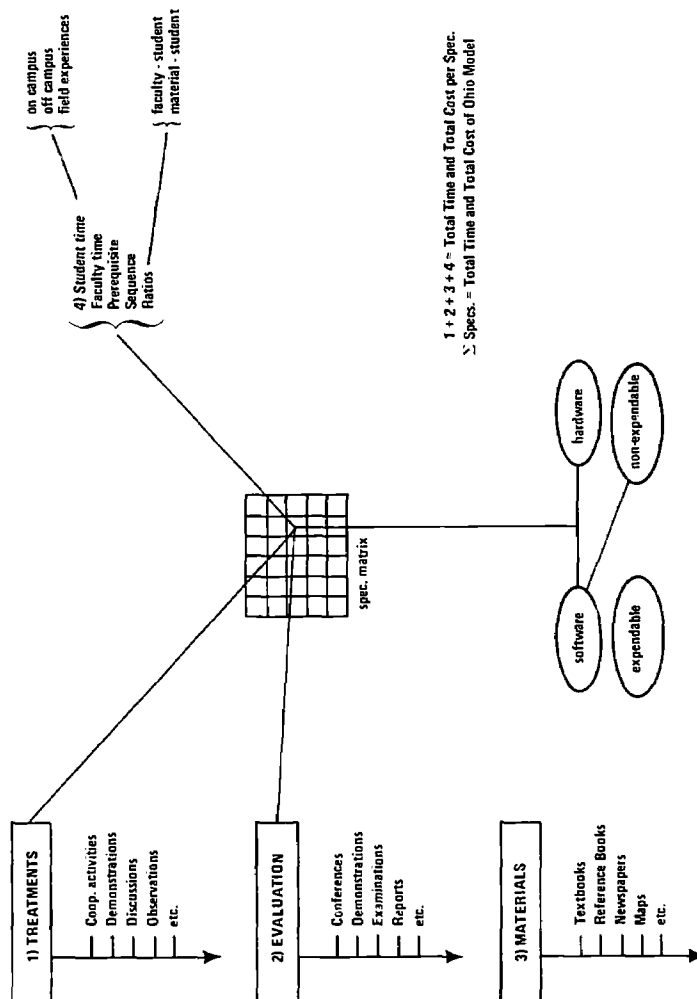 1) TREATMENTS
Coop. activities
Demonstrations
Discussions
Observations
etc.
2) EVALUATION
Conferences
Demonstrations
Examinations
Reports
etc.
3) MATERIALS
Textbooks
Reference Books
Newspapers
Maps
etc.
spec. matrix
software
hardware
expendable
non-expendable
4) Student time
Faculty time
Prerequisite
Sequence
Ratios
on campus
off campus
field experiences
faculty - student
material - student
1 + 2 + 3 + 4 = Total Time and Total Cost per Spec.
∑ Specs. = Total Time and Total Cost of Ohio Model